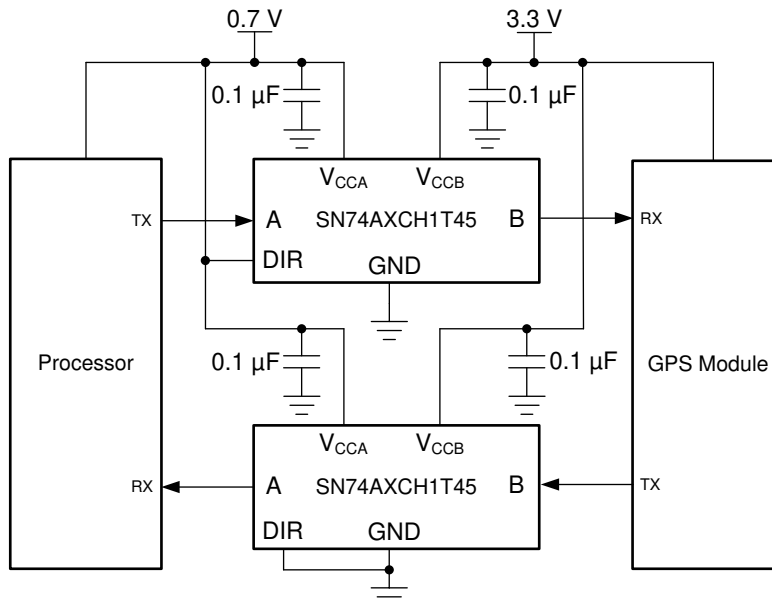 0.7 V
3.3 V
0.1 µF
0.1 µF
VCCA
VCCB
TX
A
SN74AXCH1T45
B
RX
DIR
GND
0.1 µF
0.1 µF
Processor
GPS Module
VCCA
VCCB
RX
A
SN74AXCH1T45
B
TX
DIR
GND